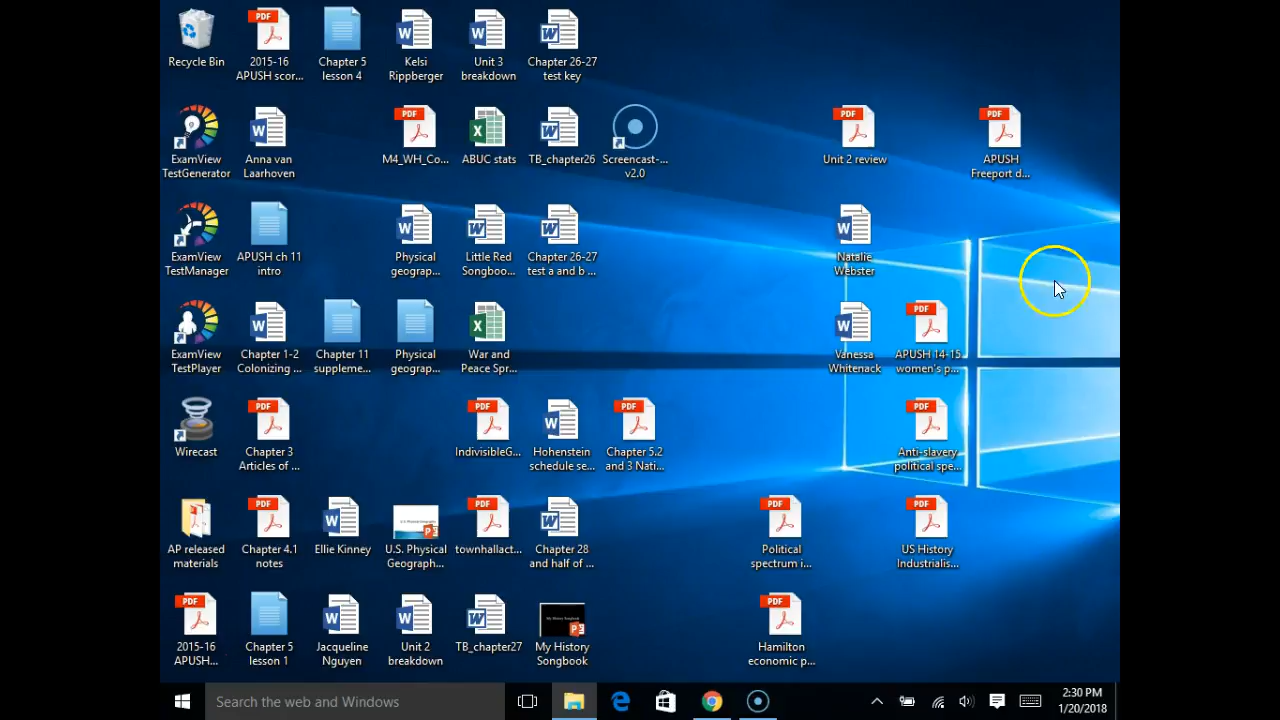 Recycle Bin
2015-16
APUSH scor...
Chapter 5
lesson 4
Kelsi
Rippberger
Unit 3
breakdown
Chapter 26-27
test key
ExamView
TestGenerator
Anna van
Laarhoven
M4_WH_Co...
ABUC stats
TB_chapter26
Screencast-...
v2.0
Unit 2 review
APUSH
Freeport d...
ExamView
TestManager
APUSH ch 11
intro
Physical
geograp...
Little Red
Songboo...
Chapter 26-27
test a and b ...
Natalie
Webster
ExamView
TestPlayer
Chapter 1-2
Colonizing ...
Chapter 11
suppleme...
Physical
geograp...
War and
Peace Spr...
Vanessa
Whitenack
APUSH 14-15
women's p...
Wirecast
Chapter 3
Articles of ...
IndivisibleG...
Hohenstein
schedule se...
Chapter 5.2
and 3 Nati...
Anti-slavery
political spe...
AP released
materials
Chapter 4.1
notes
Ellie Kinney
U.S. Physical
Geograph...
townhallact...
Chapter 28
and half of ...
Political
spectrum i...
US History
Industrialis...
2015-16
APUSH...
Chapter 5
lesson 1
Jacqueline
Nguyen
Unit 2
breakdown
TB_chapter27
My History
Songbook
Hamilton
economic p...
Search the web and Windows
2:30 PM
1/20/2018